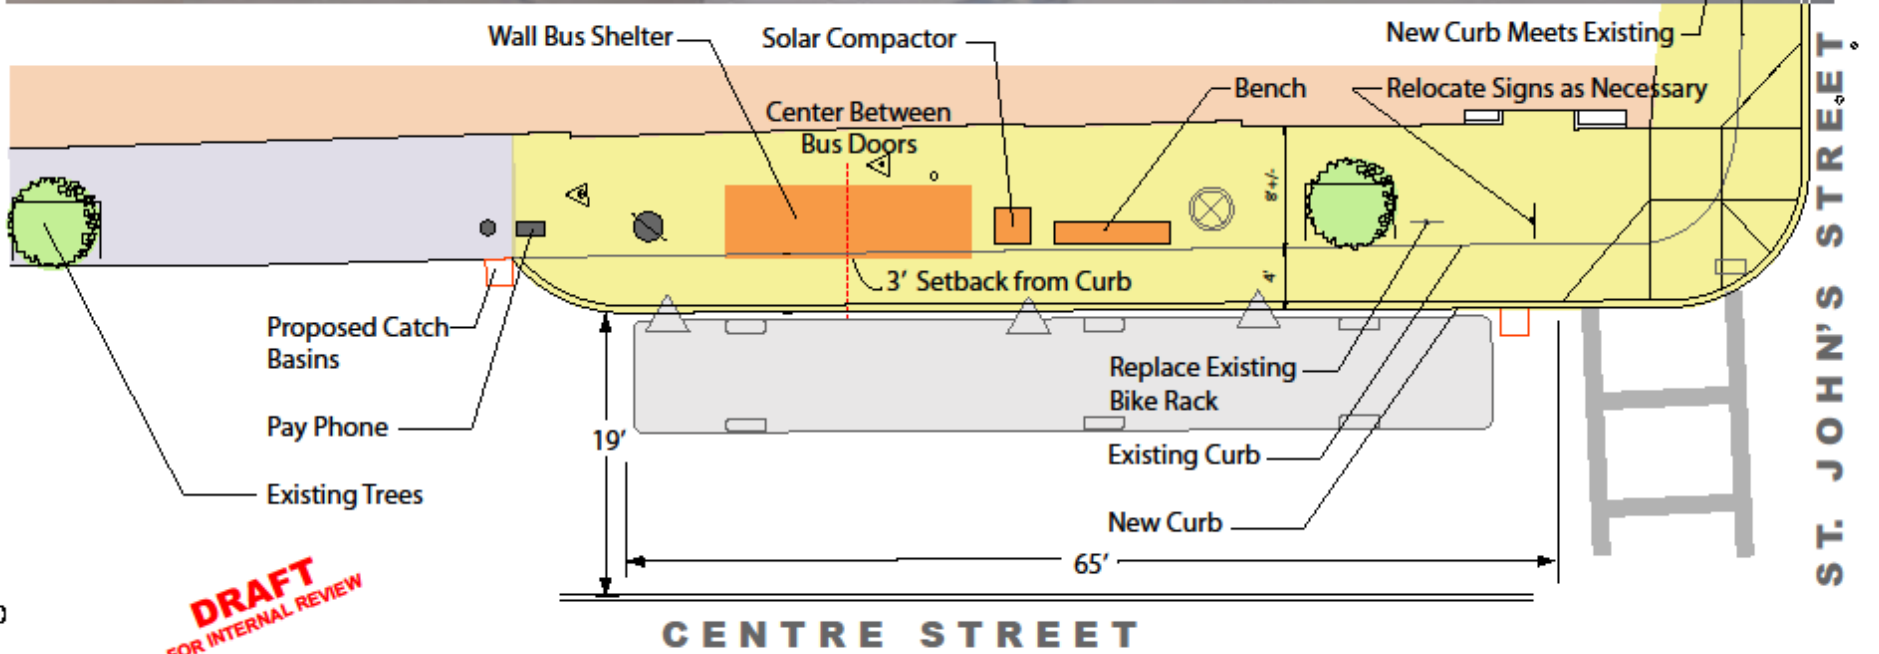 Wall Bus Shelter
Solar Compactor
New Curb Meets Existing
Bench
Relocate Signs as Necessary
Center Between
Bus Doors
8'+/-
4'
3' Setback from Curb
Proposed Catch
Basins
Pay Phone
Existing Trees
19'
Replace Existing
Bike Rack
Existing Curb
New Curb
65'
DRAFT
FOR INTERNAL REVIEW
CENTRE STREET
ST. JOHN'S STREET